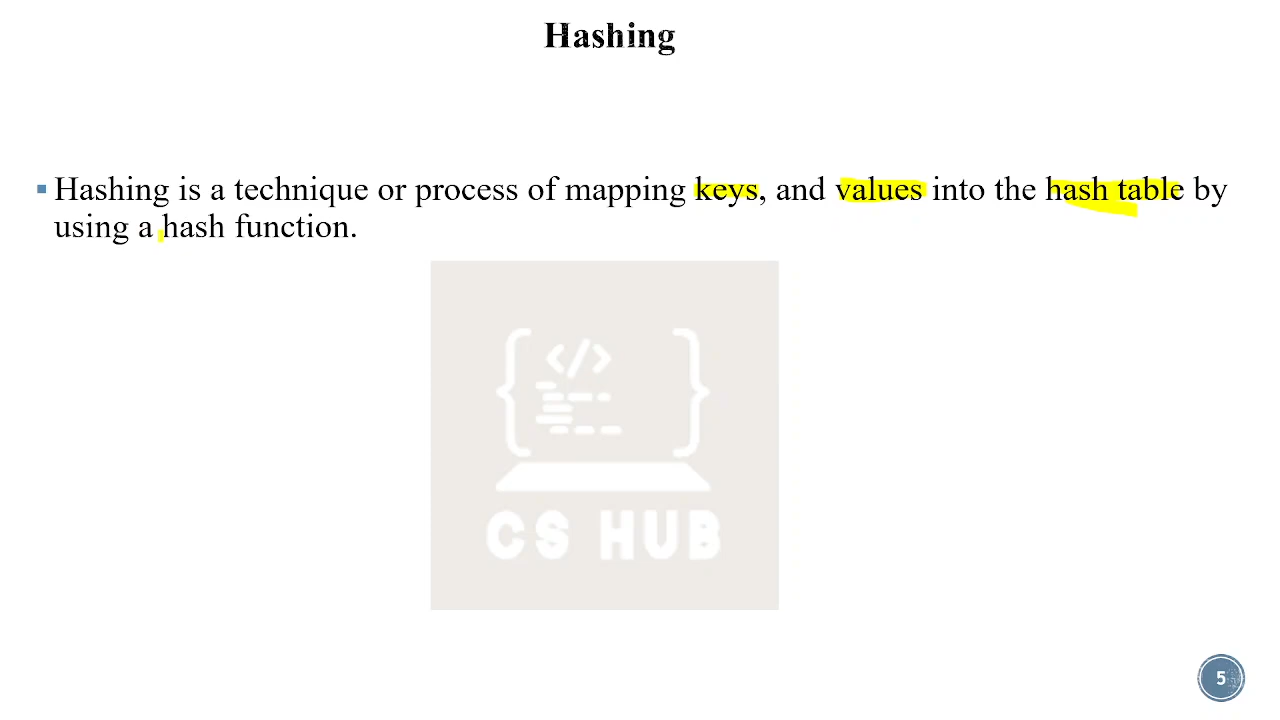 Hashing
▪ Hashing is a technique or process of mapping keys, and values into the hash table by
using a hash function.
</>
CS HUB
5